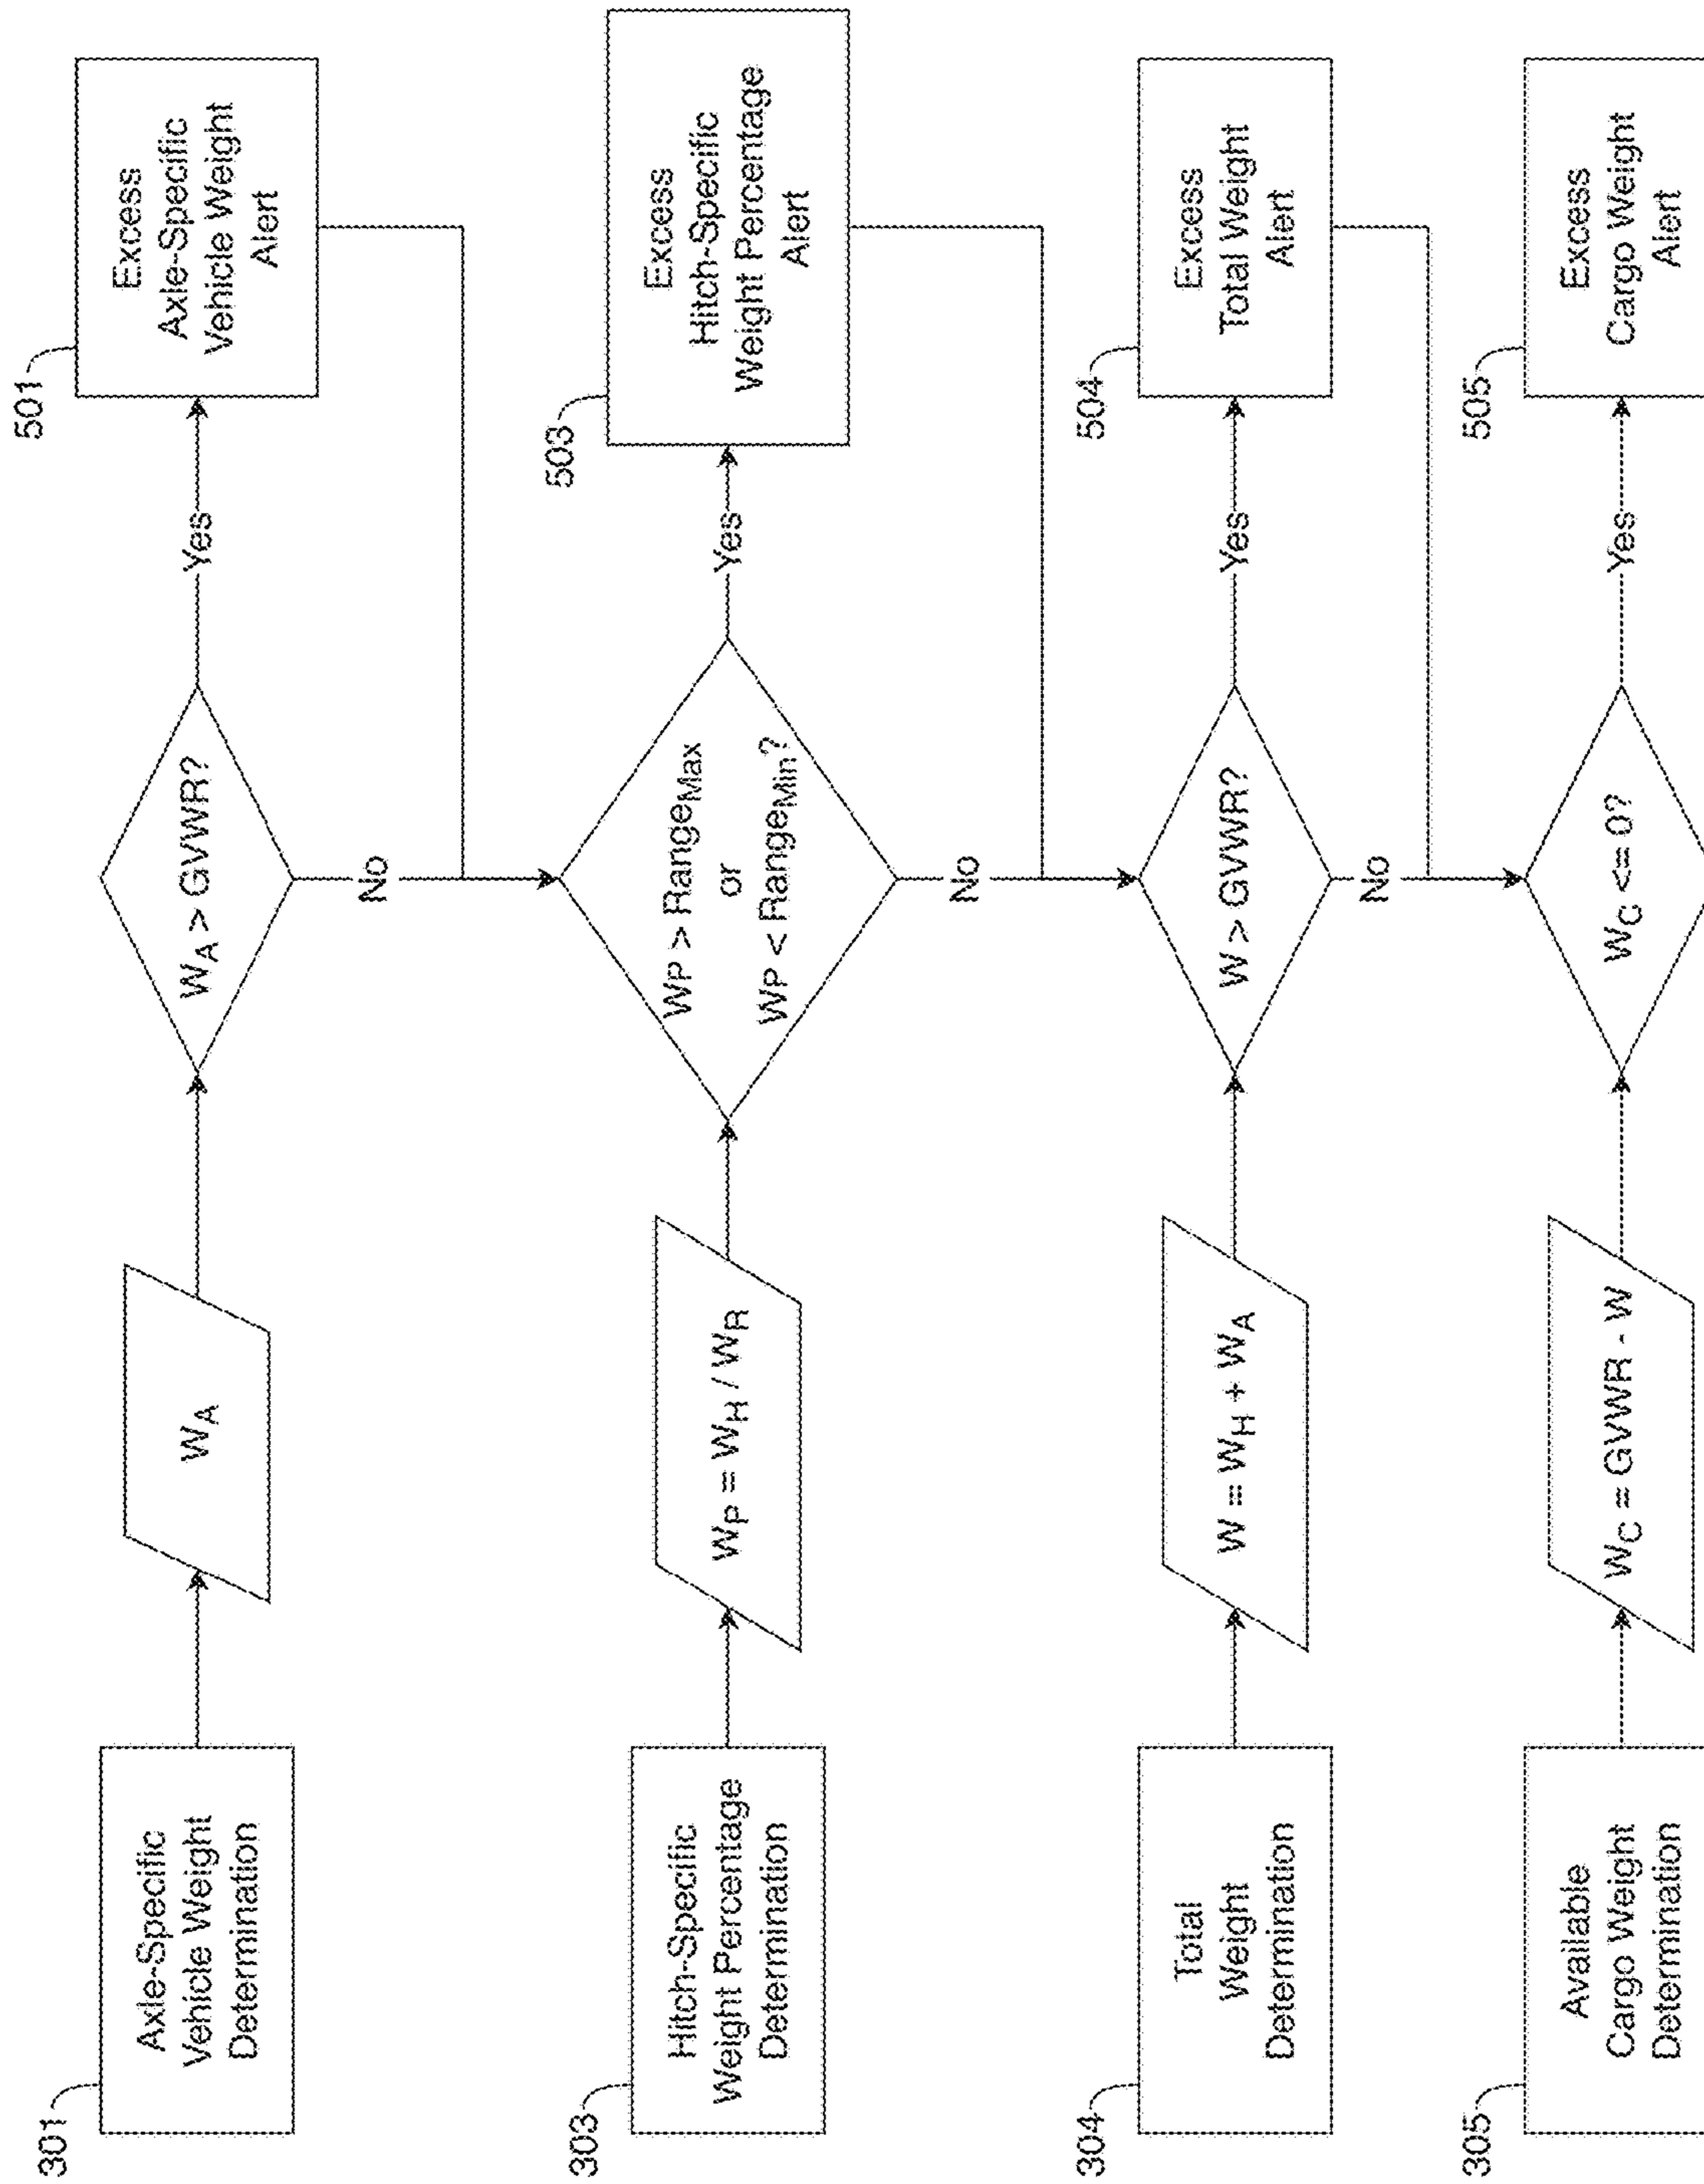 301
Axle-Specific
Vehicle Weight
Determination
WA
WA > GVWR?
Yes
No
501
Excess
Axle-Specific
Vehicle Weight
Alert
303
Hitch-Specific
Weight Percentage
Determination
WP = WH / WR
WP > RangeMax
or
WP < RangeMin?
Yes
No
503
Excess
Hitch-Specific
Weight Percentage
Alert
304
Total
Weight
Determination
W = WH + WA
W > GVWR?
Yes
No
504
Excess
Total Weight
Alert
305
Available
Cargo Weight
Determination
WC = GVWR - W
WC <= 0?
Yes
505
Excess
Cargo Weight
Alert